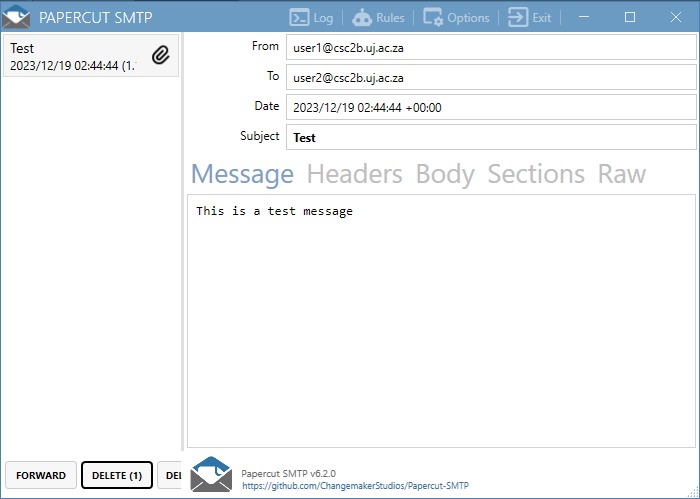 PAPERCUT SMTP
Log
Rules
Options
Exit
Test
2023/12/19 02:44:44 (1.
From
user1@csc2b.uj.ac.za
To
user2@csc2b.uj.ac.za
Date
2023/12/19 02:44:44 +00:00
Subject
Test
Message Headers Body Sections Raw
This is a test message
FORWARD
DELETE (1)
DEL
Papercut SMTP v6.2.0
https://github.com/ChangemakerStudios/Papercut-SMTP